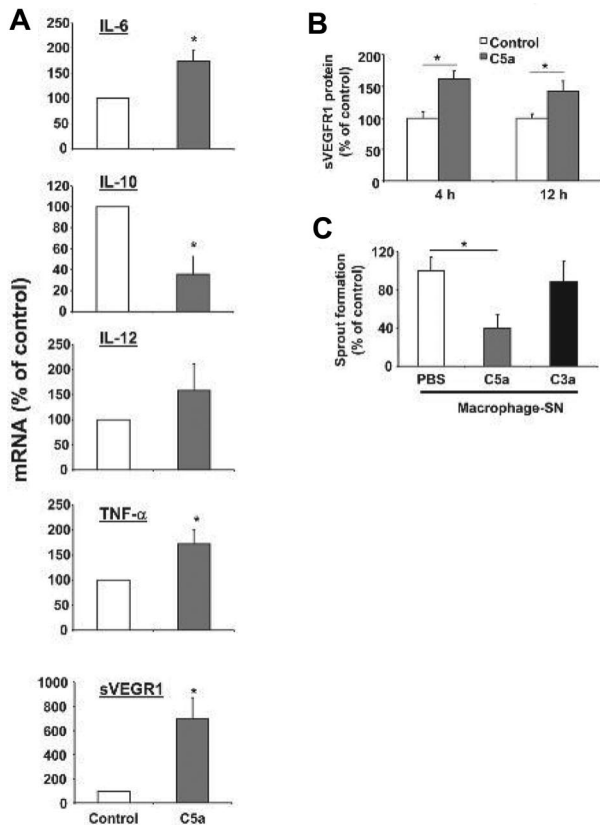 A
mRNA (% of control)
IL-6
250
200
150
100
50
0
*
IL-10
120
100
80
60
40
20
0
*
IL-12
250
200
150
100
50
0
TNF-α
250
200
150
100
50
0
*
sVEGR1
1000
800
600
400
200
0
*
Control C5a
B
Control
C5a
sVEGFR1 protein
(% of control)
200
150
100
50
0
* *
4 h 12 h
C
Sprout formation
(% of control)
120
80
40
0
*
PBS C5a C3a
Macrophage-SN